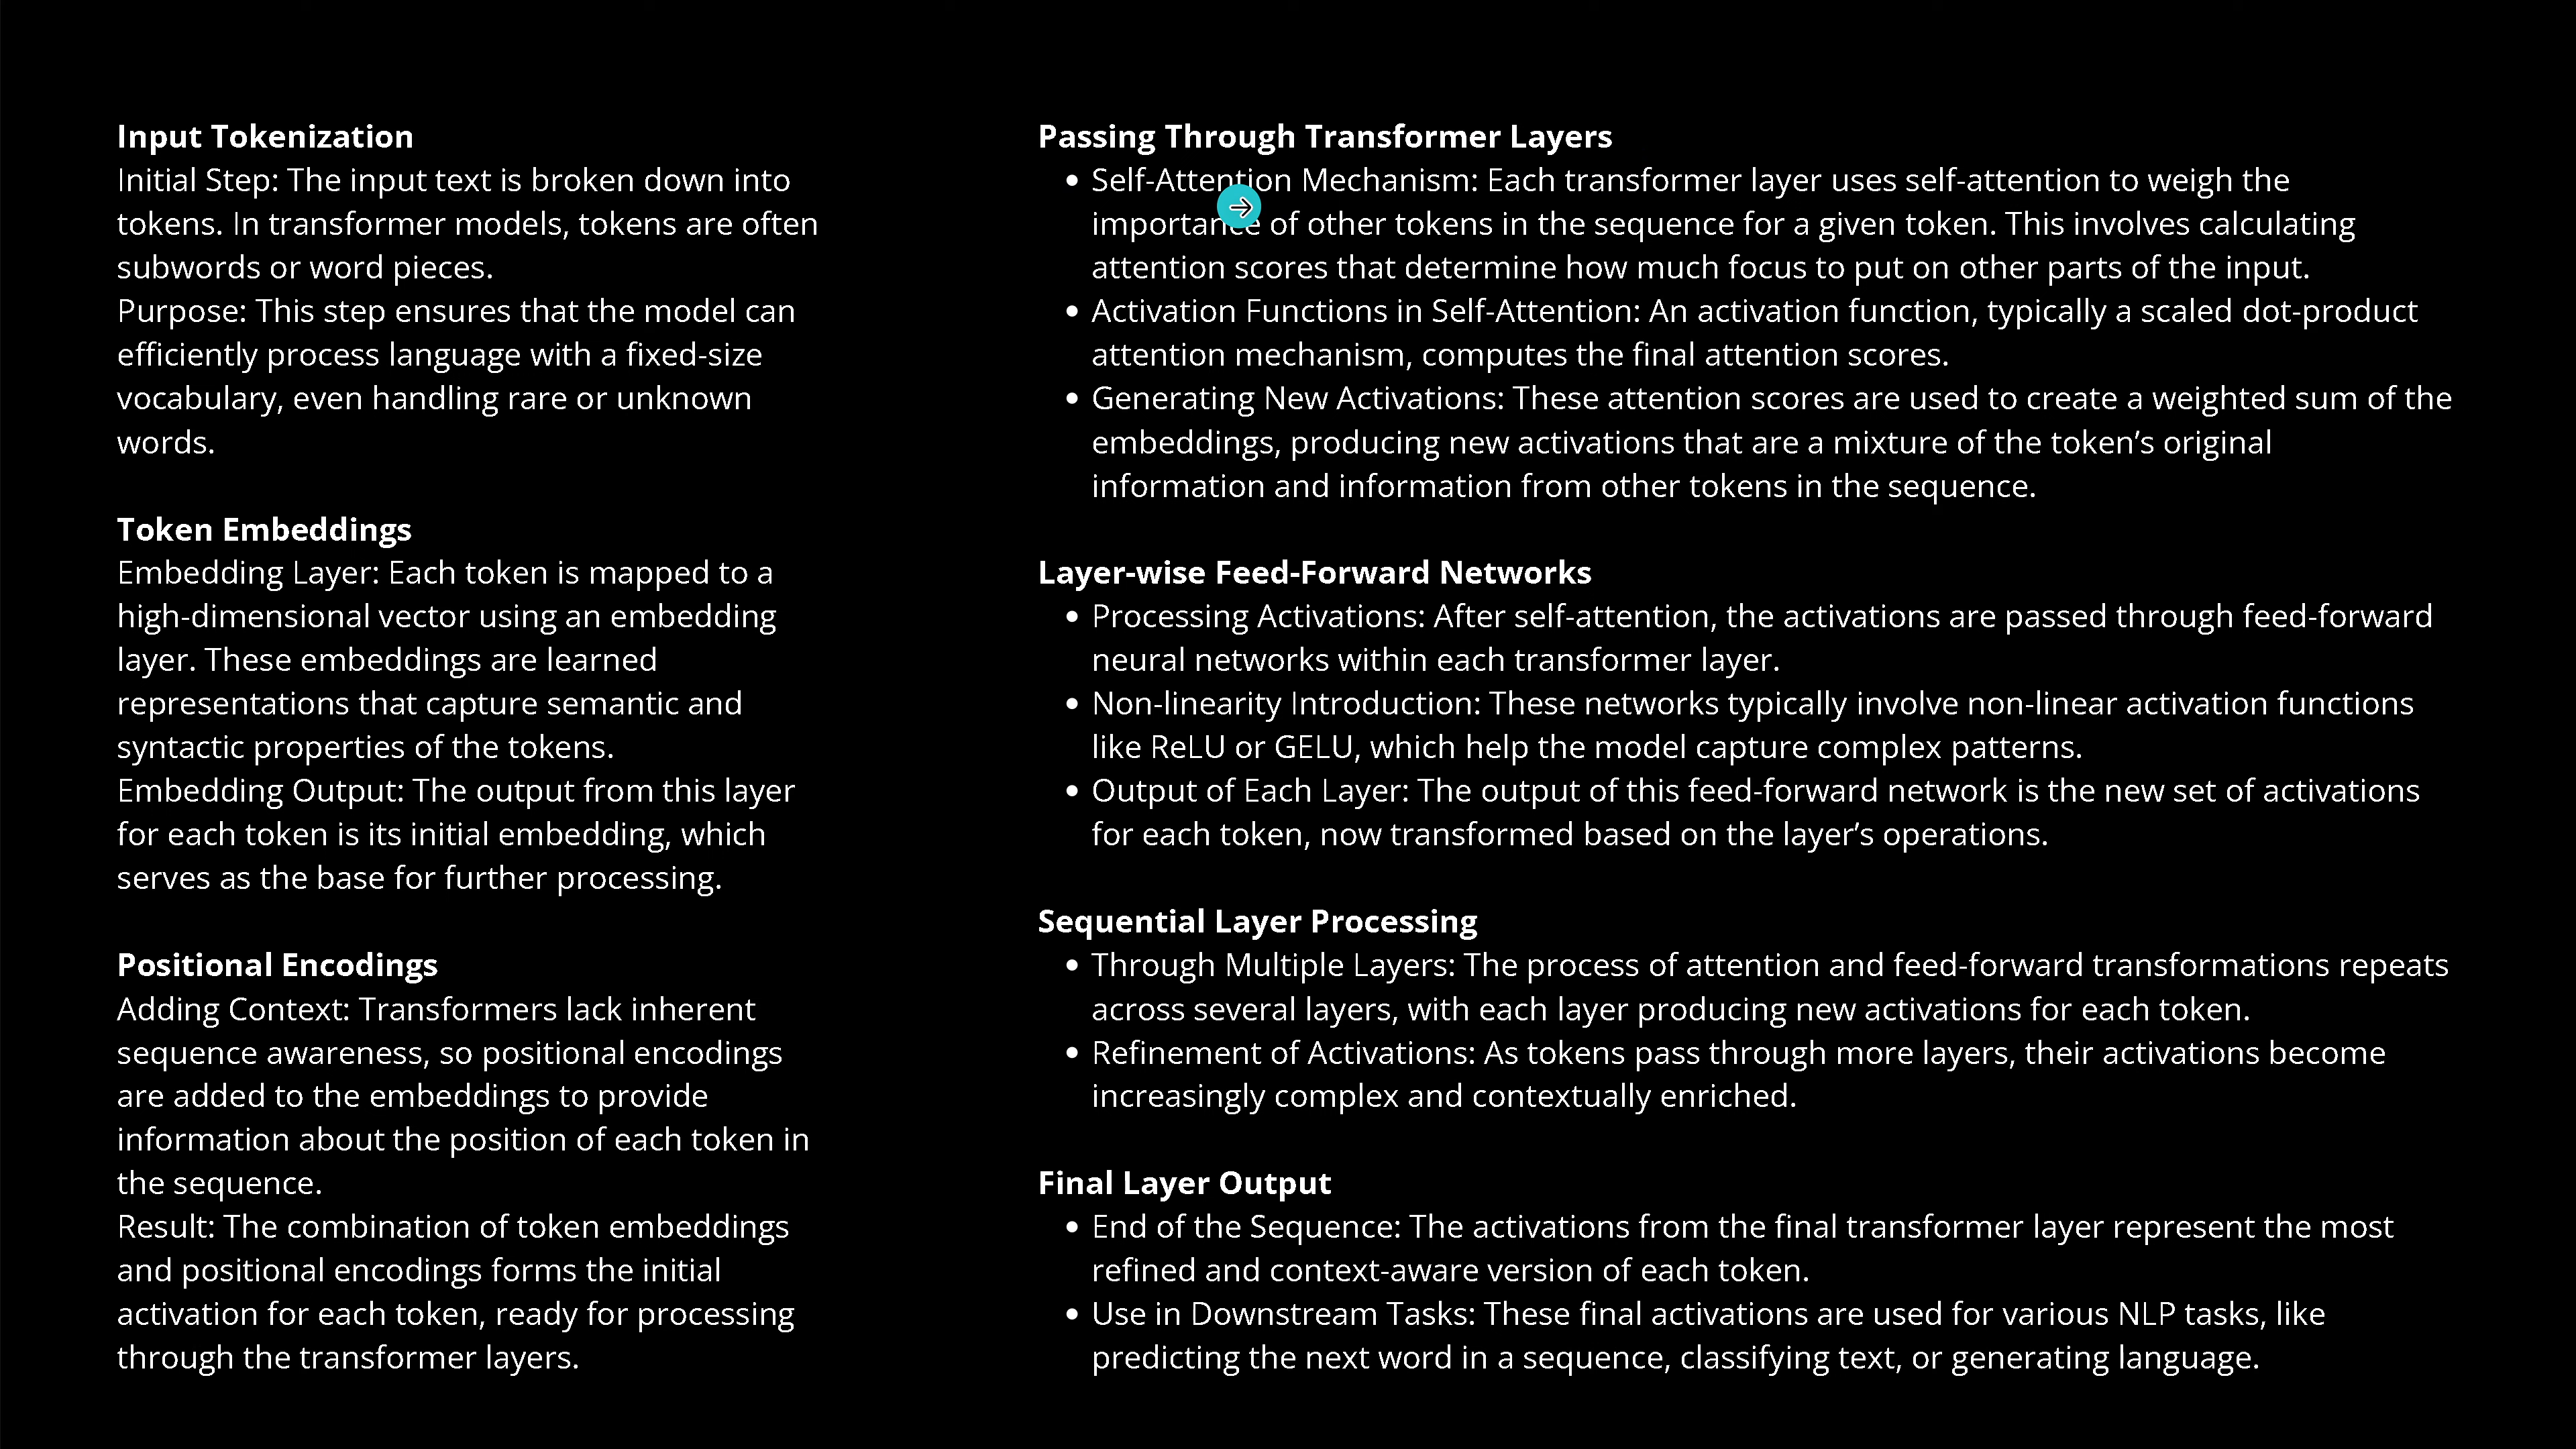 Input Tokenization
Initial Step: The input text is broken down into
tokens. In transformer models, tokens are often
subwords or word pieces.
Purpose: This step ensures that the model can
efficiently process language with a fixed-size
vocabulary, even handling rare or unknown
words.
Token Embeddings
Embedding Layer: Each token is mapped to a
high-dimensional vector using an embedding
layer. These embeddings are learned
representations that capture semantic and
syntactic properties of the tokens.
Embedding Output: The output from this layer
for each token is its initial embedding, which
serves as the base for further processing.
Positional Encodings
Adding Context: Transformers lack inherent
sequence awareness, so positional encodings
are added to the embeddings to provide
information about the position of each token in
the sequence.
Result: The combination of token embeddings
and positional encodings forms the initial
activation for each token, ready for processing
through the transformer layers.
Passing Through Transformer Layers
• Self-Attention Mechanism: Each transformer layer uses self-attention to weigh the
importance of other tokens in the sequence for a given token. This involves calculating
attention scores that determine how much focus to put on other parts of the input.
• Activation Functions in Self-Attention: An activation function, typically a scaled dot-product
attention mechanism, computes the final attention scores.
• Generating New Activations: These attention scores are used to create a weighted sum of the
embeddings, producing new activations that are a mixture of the token’s original
information and information from other tokens in the sequence.
Layer-wise Feed-Forward Networks
• Processing Activations: After self-attention, the activations are passed through feed-forward
neural networks within each transformer layer.
• Non-linearity Introduction: These networks typically involve non-linear activation functions
like ReLU or GELU, which help the model capture complex patterns.
• Output of Each Layer: The output of this feed-forward network is the new set of activations
for each token, now transformed based on the layer’s operations.
Sequential Layer Processing
• Through Multiple Layers: The process of attention and feed-forward transformations repeats
across several layers, with each layer producing new activations for each token.
• Refinement of Activations: As tokens pass through more layers, their activations become
increasingly complex and contextually enriched.
Final Layer Output
• End of the Sequence: The activations from the final transformer layer represent the most
refined and context-aware version of each token.
• Use in Downstream Tasks: These final activations are used for various NLP tasks, like
predicting the next word in a sequence, classifying text, or generating language.